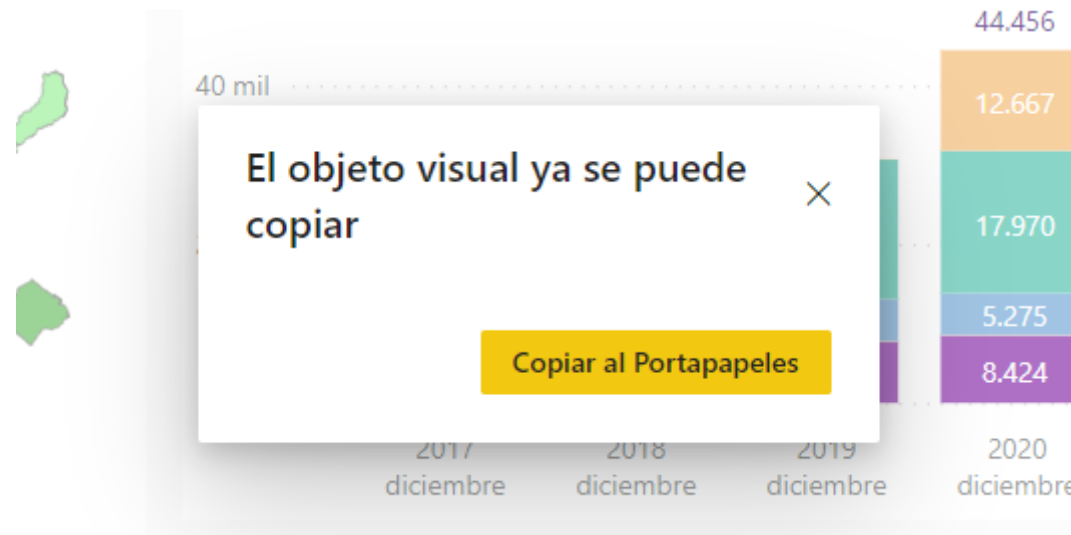 44.456
40 mil
12.667
El objeto visual ya se puede
copiar
17.970
5.275
Copiar al Portapapeles
8.424
2017 2018 2019 2020
diciembre diciembre diciembre diciembre